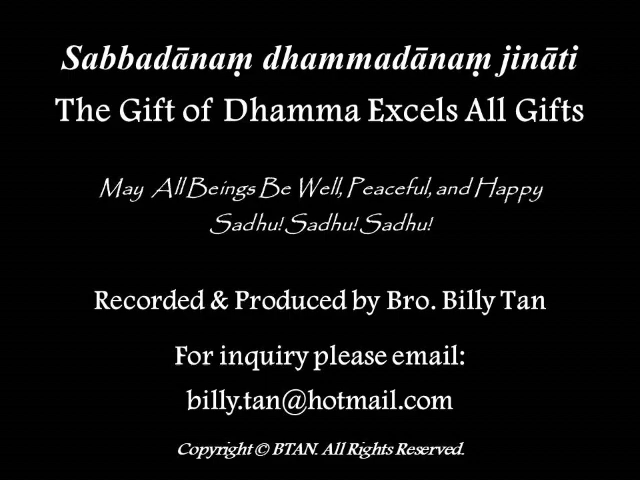 Sabbadānaṃ dhammadānaṃ jināti
The Gift of Dhamma Excels All Gifts
May All Beings Be Well, Peaceful, and Happy
Sadhu! Sadhu! Sadhu!
Recorded & Produced by Bro. Billy Tan
For inquiry please email:
billy.tan@hotmail.com
Copyright © BTAN. All Rights Reserved.